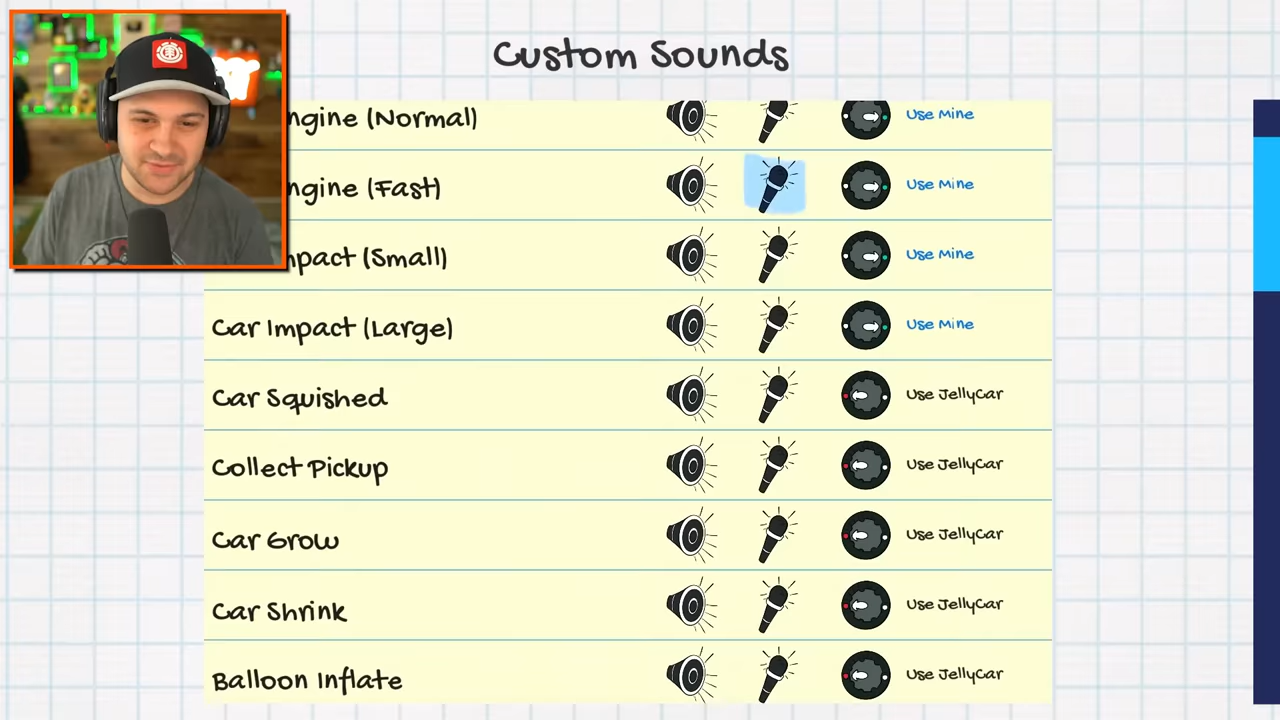 Custom Sounds
ngine (Normal) Use Mine
ngine (Fast) Use Mine
mpact (Small) Use Mine
Car Impact (Large) Use Mine
Car Squished Use JellyCar
Collect Pickup Use JellyCar
Car Grow Use JellyCar
Car Shrink Use JellyCar
Balloon Inflate Use JellyCar